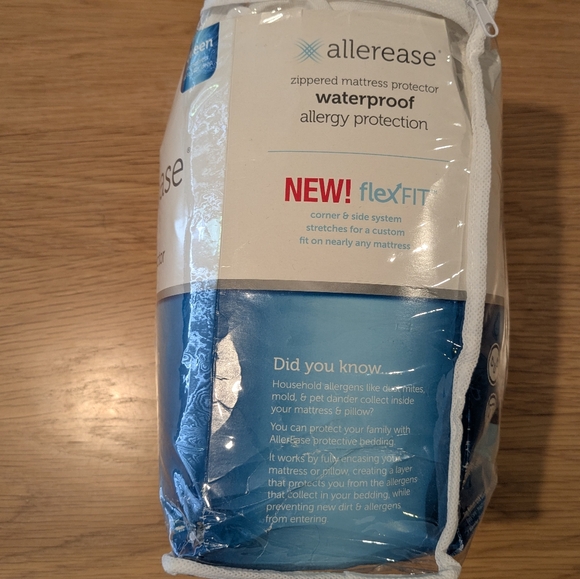 allerease
zippered mattress protector
waterproof
allergy protection
NEW! flexFIT
corner & side system
stretches for a custom
fit on nearly any mattress
Did you know...
Household allergens like dust mites,
mold, & pet dander collect inside
your mattress & pillow?
You can protect your family with
AllerEase protective bedding.
It works by fully encasing your
mattress or pillow, creating a layer
that protects you from the allergens
that collect in your bedding, while
preventing new dirt & allergens
from entering.
een
ase